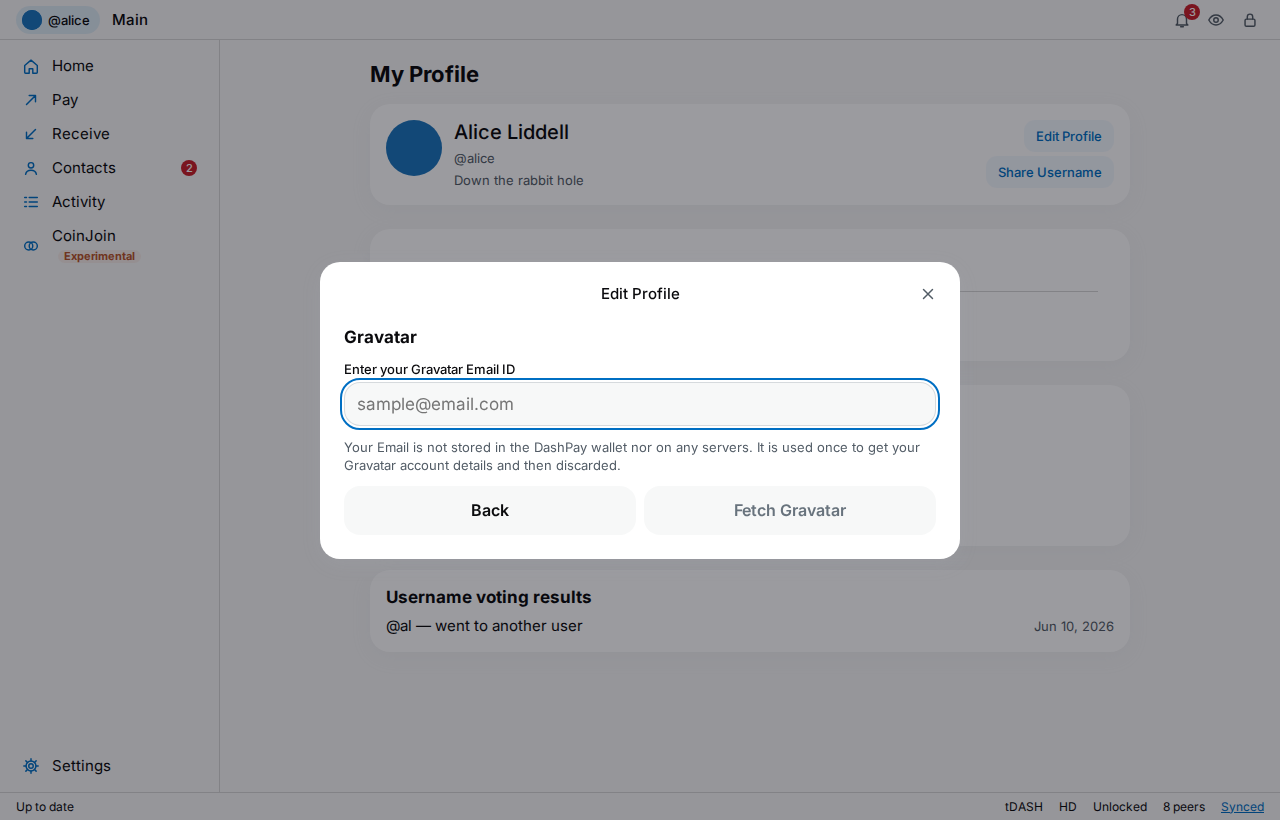 @alice
Main
3
Home
Pay
Receive
Contacts
2
Activity
CoinJoin
Experimental
Settings
My Profile
Alice Liddell
@alice
Down the rabbit hole
Edit Profile
Share Username
Edit Profile
Gravatar
Enter your Gravatar Email ID
sample@email.com
Your Email is not stored in the DashPay wallet nor on any servers. It is used once to get your
Gravatar account details and then discarded.
Back
Fetch Gravatar
Username voting results
@al — went to another user
Jun 10, 2026
Up to date
tDASH
HD
Unlocked
8 peers
Synced